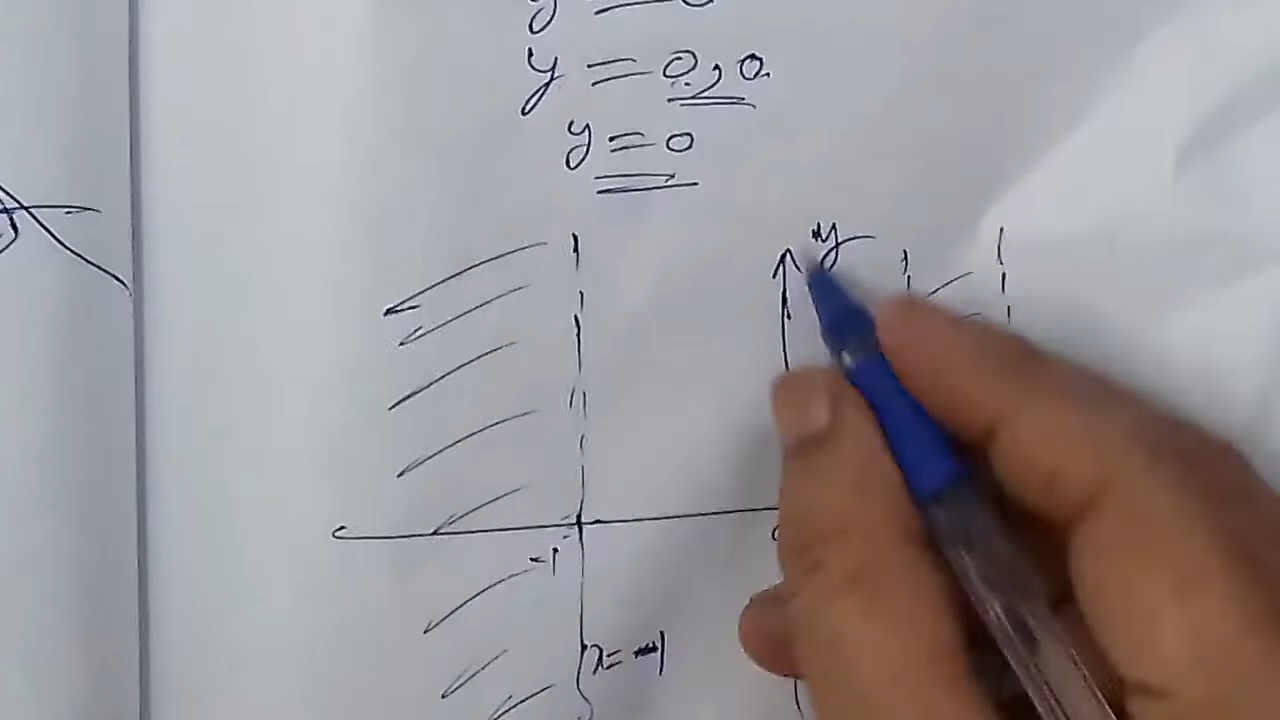 y = 0,0
y = 0
y
-1
x = -1